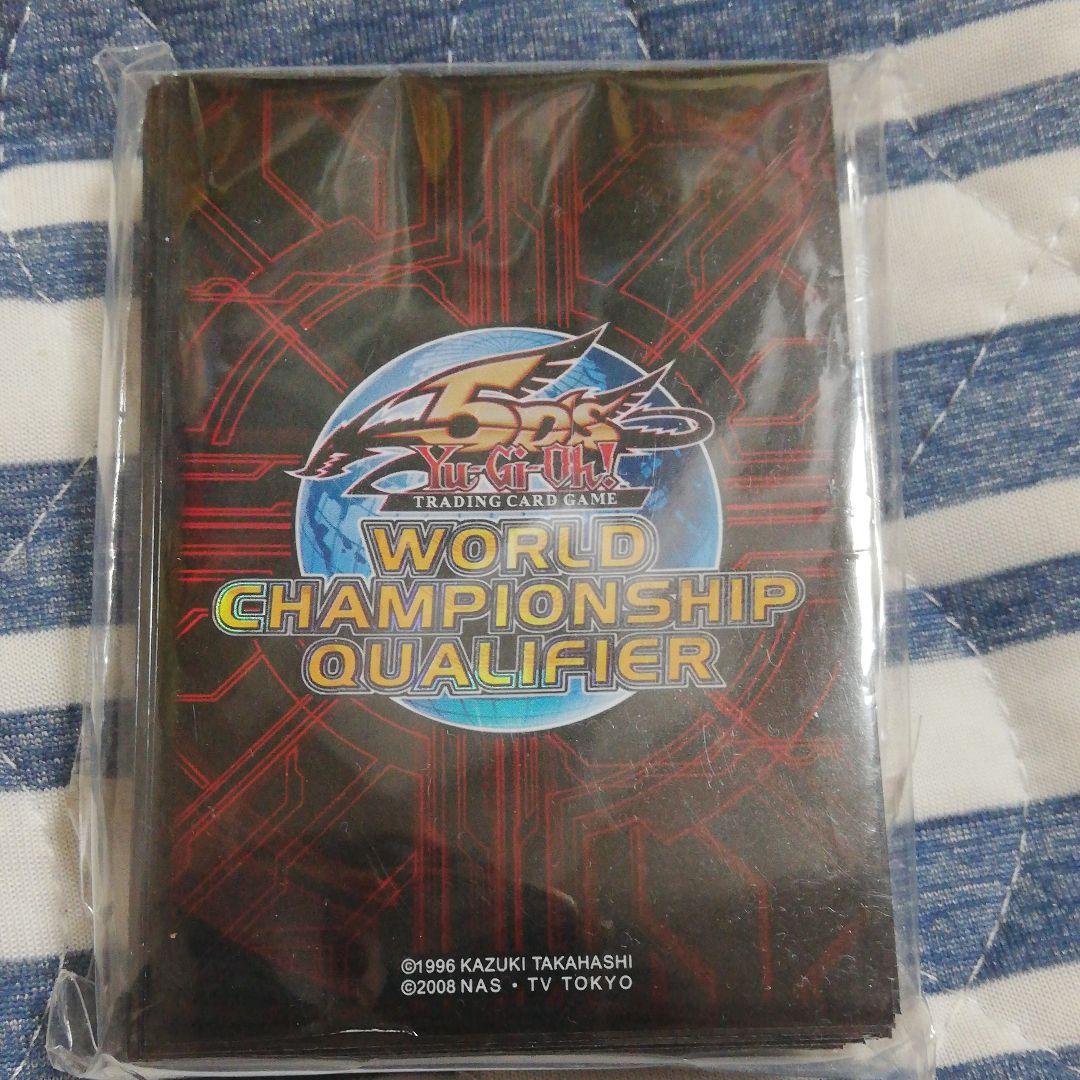 5D's
Yu-Gi-Oh!
TRADING CARD GAME
WORLD
CHAMPIONSHIP
QUALIFIER
©1996 KAZUKI TAKAHASHI
©2008 NAS・TV TOKYO